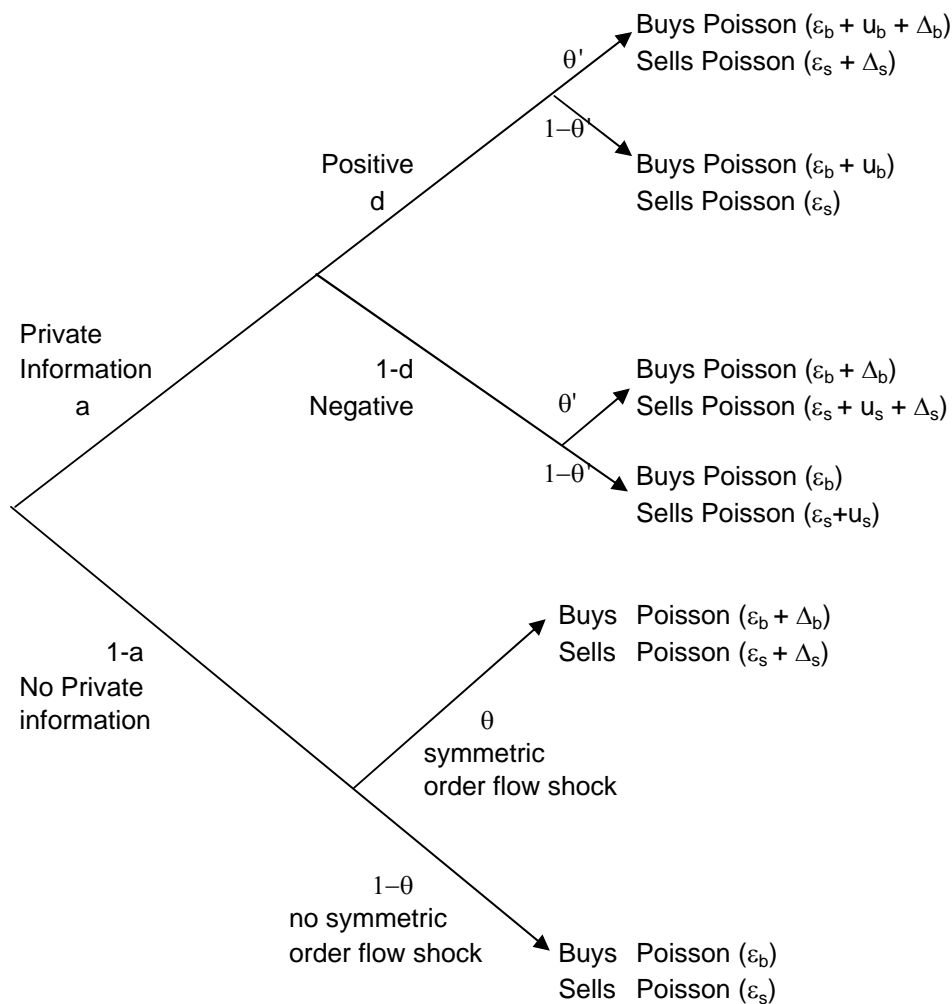 Buys Poisson (εb + ub + Δb)
Sells Poisson (εs + Δs)
θ'
1−θ'
Buys Poisson (εb + ub)
Sells Poisson (εs)
Positive
d
Private
Information
a
1-d
Negative
Buys Poisson (εb + Δb)
Sells Poisson (εs + us + Δs)
θ'
1−θ'
Buys Poisson (εb)
Sells Poisson (εs+us)
1-a
No Private
information
Buys Poisson (εb + Δb)
Sells Poisson (εs + Δs)
θ
symmetric
order flow shock
1−θ
no symmetric
order flow shock
Buys Poisson (εb)
Sells Poisson (εs)